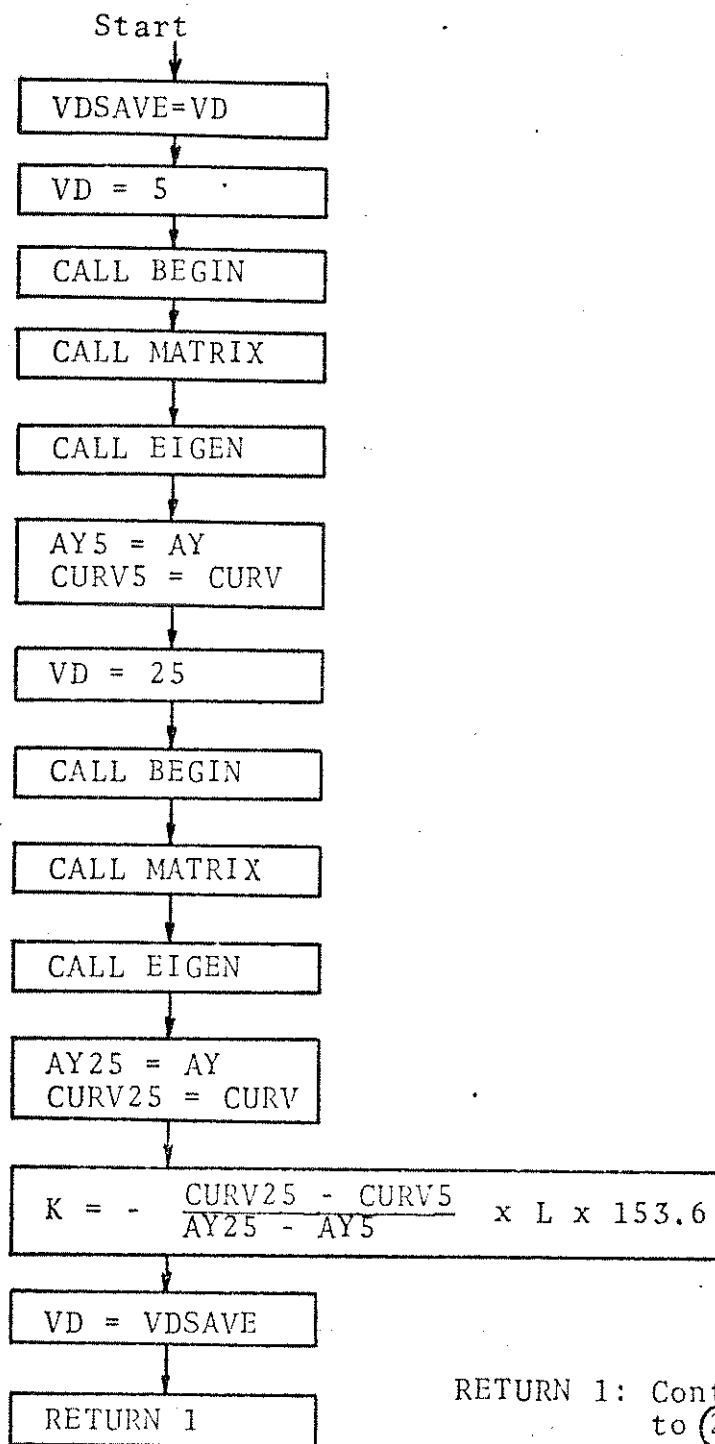 Start
VDSAVE=VD
VD = 5
CALL BEGIN
CALL MATRIX
CALL EIGEN
AY5 = AY
CURV5 = CURV
VD = 25
CALL BEGIN
CALL MATRIX
CALL EIGEN
AY25 = AY
CURV25 = CURV
K = - CURV25 - CURV5 x L x 153.6
AY25 - AY5
VD = VDSAVE
RETURN 1
RETURN 1:
to